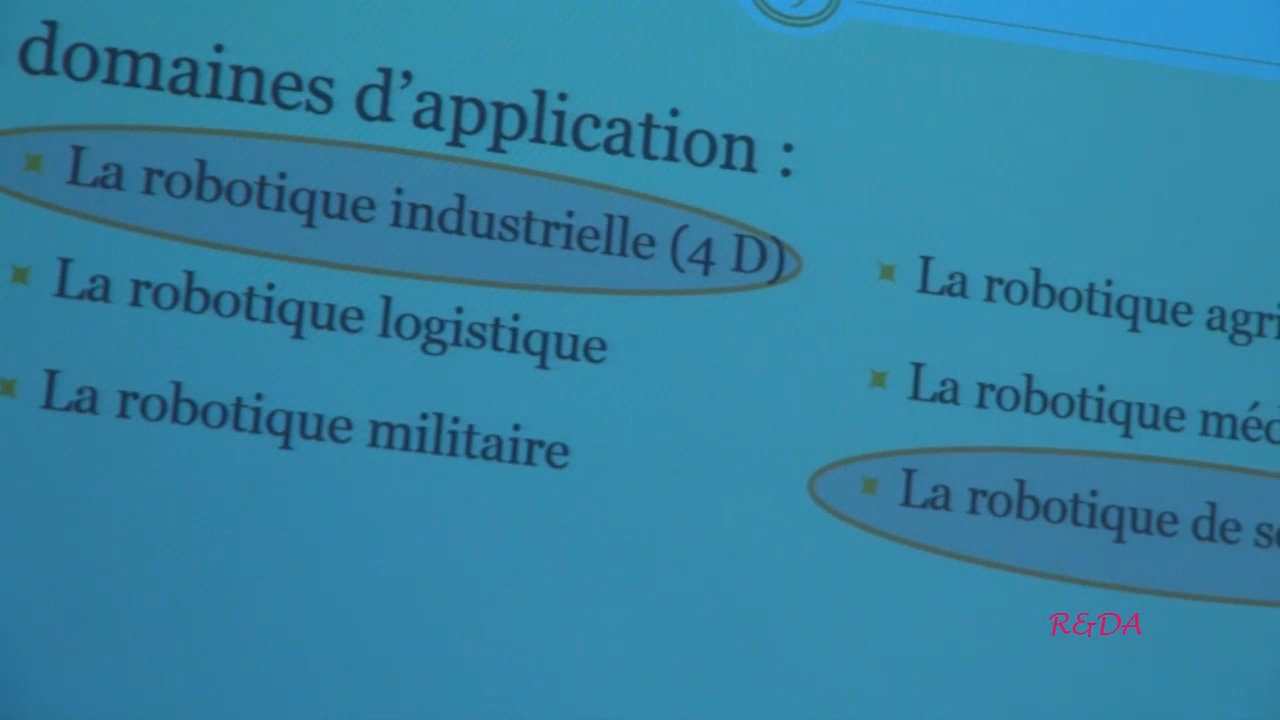 domaines d'application :
La robotique industrielle (4 D)
La robotique logistique
La robotique militaire
La robotique
La robotique
La robotique de
R&DA